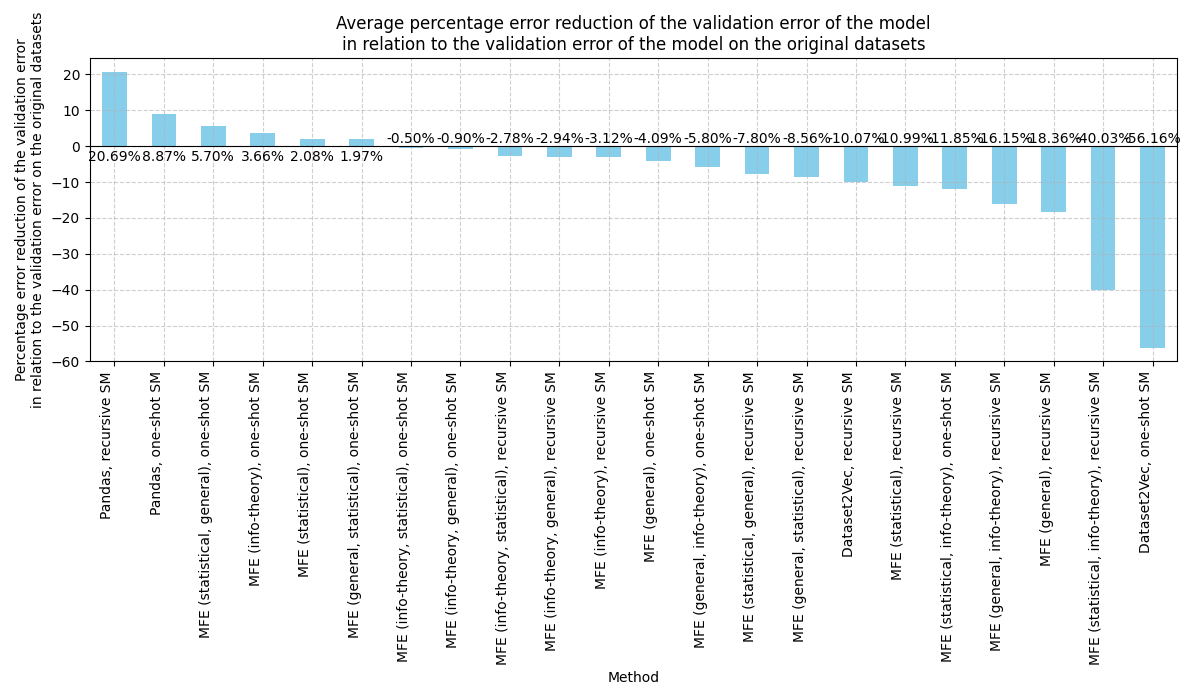 Average percentage error reduction of the validation error of the model
in relation to the validation error of the model on the original datasets
Percentage error reduction of the validation error
in relation to the validation error on the original datasets
20
10
0
−10
−20
−30
−40
−50
−60
20.69%
8.87%
5.70%
3.66%
2.08%
1.97%
-0.50%
-0.90%
-2.78%
-2.94%
-3.12%
-4.09%
-5.80%
-7.80%
-8.56%
-10.07%
-10.99%
-11.85%
-16.15%
-18.36%
-40.03%
-56.16%
Pandas, recursive SM
Pandas, one-shot SM
MFE (statistical, general), one-shot SM
MFE (info-theory), one-shot SM
MFE (statistical), one-shot SM
MFE (general, statistical), one-shot SM
MFE (info-theory, statistical), one-shot SM
MFE (info-theory, general), one-shot SM
MFE (info-theory, statistical), recursive SM
MFE (info-theory, general), recursive SM
MFE (info-theory), recursive SM
MFE (general), one-shot SM
MFE (general, info-theory), one-shot SM
MFE (statistical, general), recursive SM
MFE (general, statistical), recursive SM
Dataset2Vec, recursive SM
MFE (statistical), recursive SM
MFE (statistical, info-theory), one-shot SM
MFE (general, info-theory), recursive SM
MFE (general), recursive SM
MFE (statistical, info-theory), recursive SM
Dataset2Vec, one-shot SM
Method